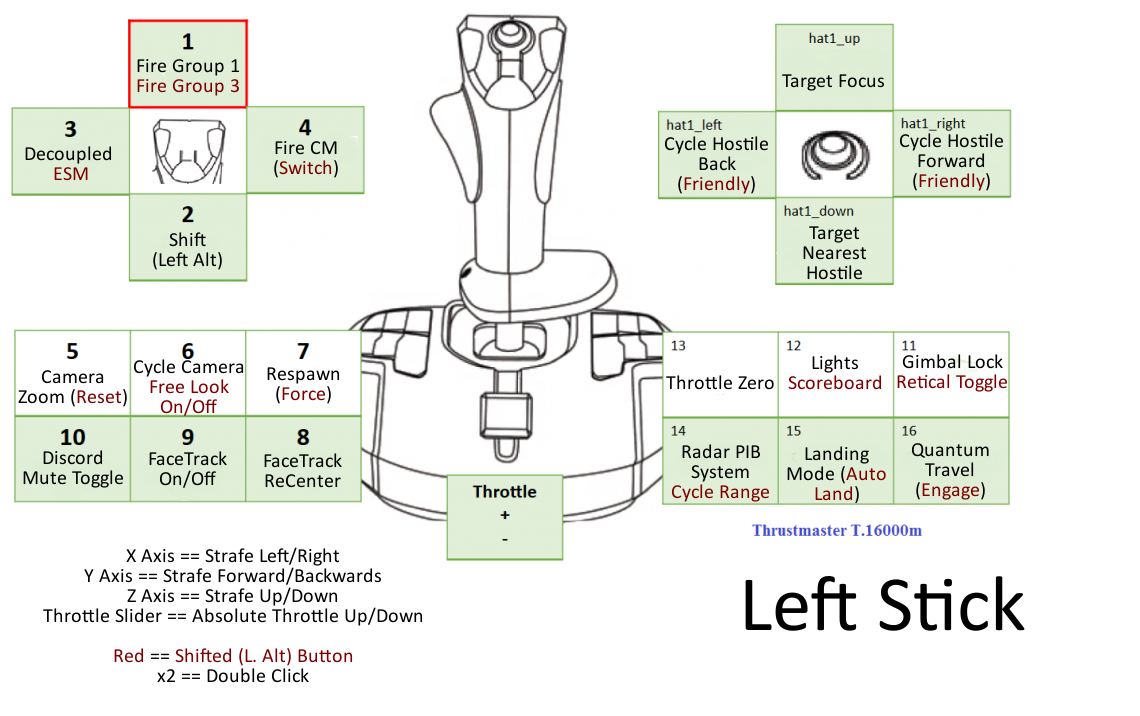 1
Fire Group 1
Fire Group 3
3
Decoupled
ESM
4
Fire CM
(Switch)
2
Shift
(Left Alt)
hat1_up
Target Focus
hat1_left
Cycle Hostile
Back
(Friendly)
hat1_right
Cycle Hostile
Forward
(Friendly)
hat1_down
Target
Nearest
Hostile
5
Camera
Zoom (Reset)
6
Cycle Camera
Free Look
On/Off
7
Respawn
(Force)
10
Discord
Mute Toggle
9
FaceTrack
On/Off
8
FaceTrack
ReCenter
13
Throttle Zero
12
Lights
Scoreboard
11
Gimbal Lock
Retical Toggle
14
Radar PIB
System
Cycle Range
15
Landing
Mode (Auto
Land)
16
Quantum
Travel
(Engage)
Throttle
+
-
Thrustmaster T.16000m
X Axis == Strafe Left/Right
Y Axis == Strafe Forward/Backwards
Z Axis == Strafe Up/Down
Throttle Slider == Absolute Throttle Up/Down
Red == Shifted (L. Alt) Button
x2 == Double Click
Left Stick